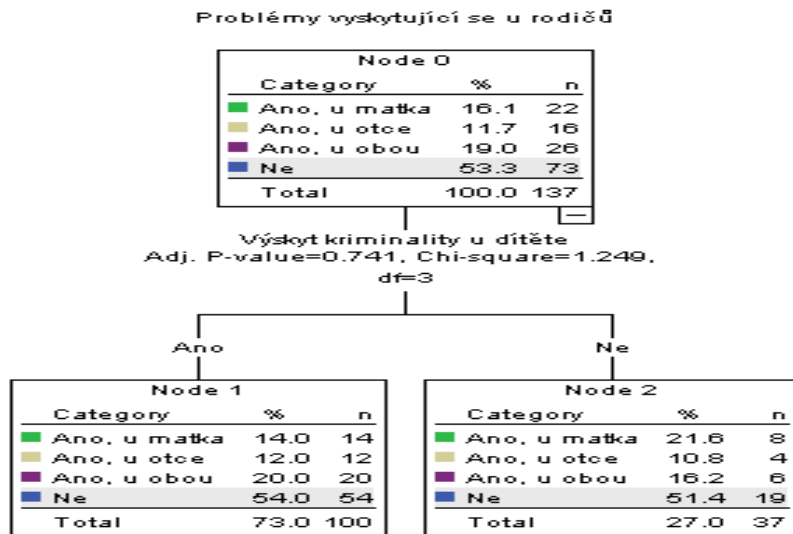 Problémy vyskytující se u rodičů
Node 0
Category % n
Ano, u matka 16.1 22
Ano, u otce 11.7 16
Ano, u obou 19.0 26
Ne 53.3 73
Total 100.0 137
Výskyt kriminality u dítěte
Adj. P-value=0.741, Chi-square=1.249,
df=3
Ano
Ne
Node 1
Category % n
Ano, u matka 14.0 14
Ano, u otce 12.0 12
Ano, u obou 20.0 20
Ne 54.0 54
Total 73.0 100
Node 2
Category % n
Ano, u matka 21.6 8
Ano, u otce 10.8 4
Ano, u obou 16.2 6
Ne 51.4 19
Total 27.0 37